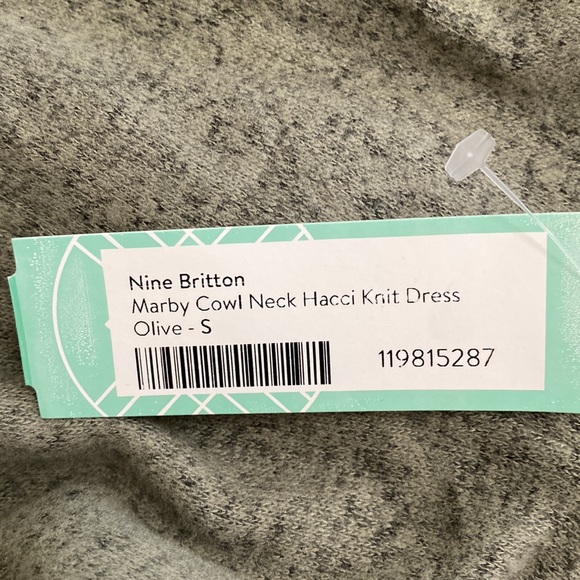 Nine Britton
Marby Cowl Neck Hacci Knit Dress
Olive - S
119815287